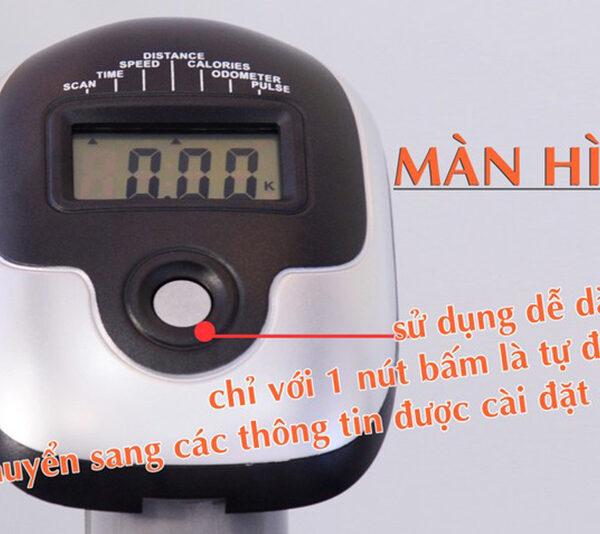 DISTANCE
SPEED CALORIES
TIME ODOMETER
SCAN PULSE
0.00 K
MÀN HÌ
sử dụng dễ dà
chỉ với 1 nút bấm là tự đ
huyển sang các thông tin được cài đặt